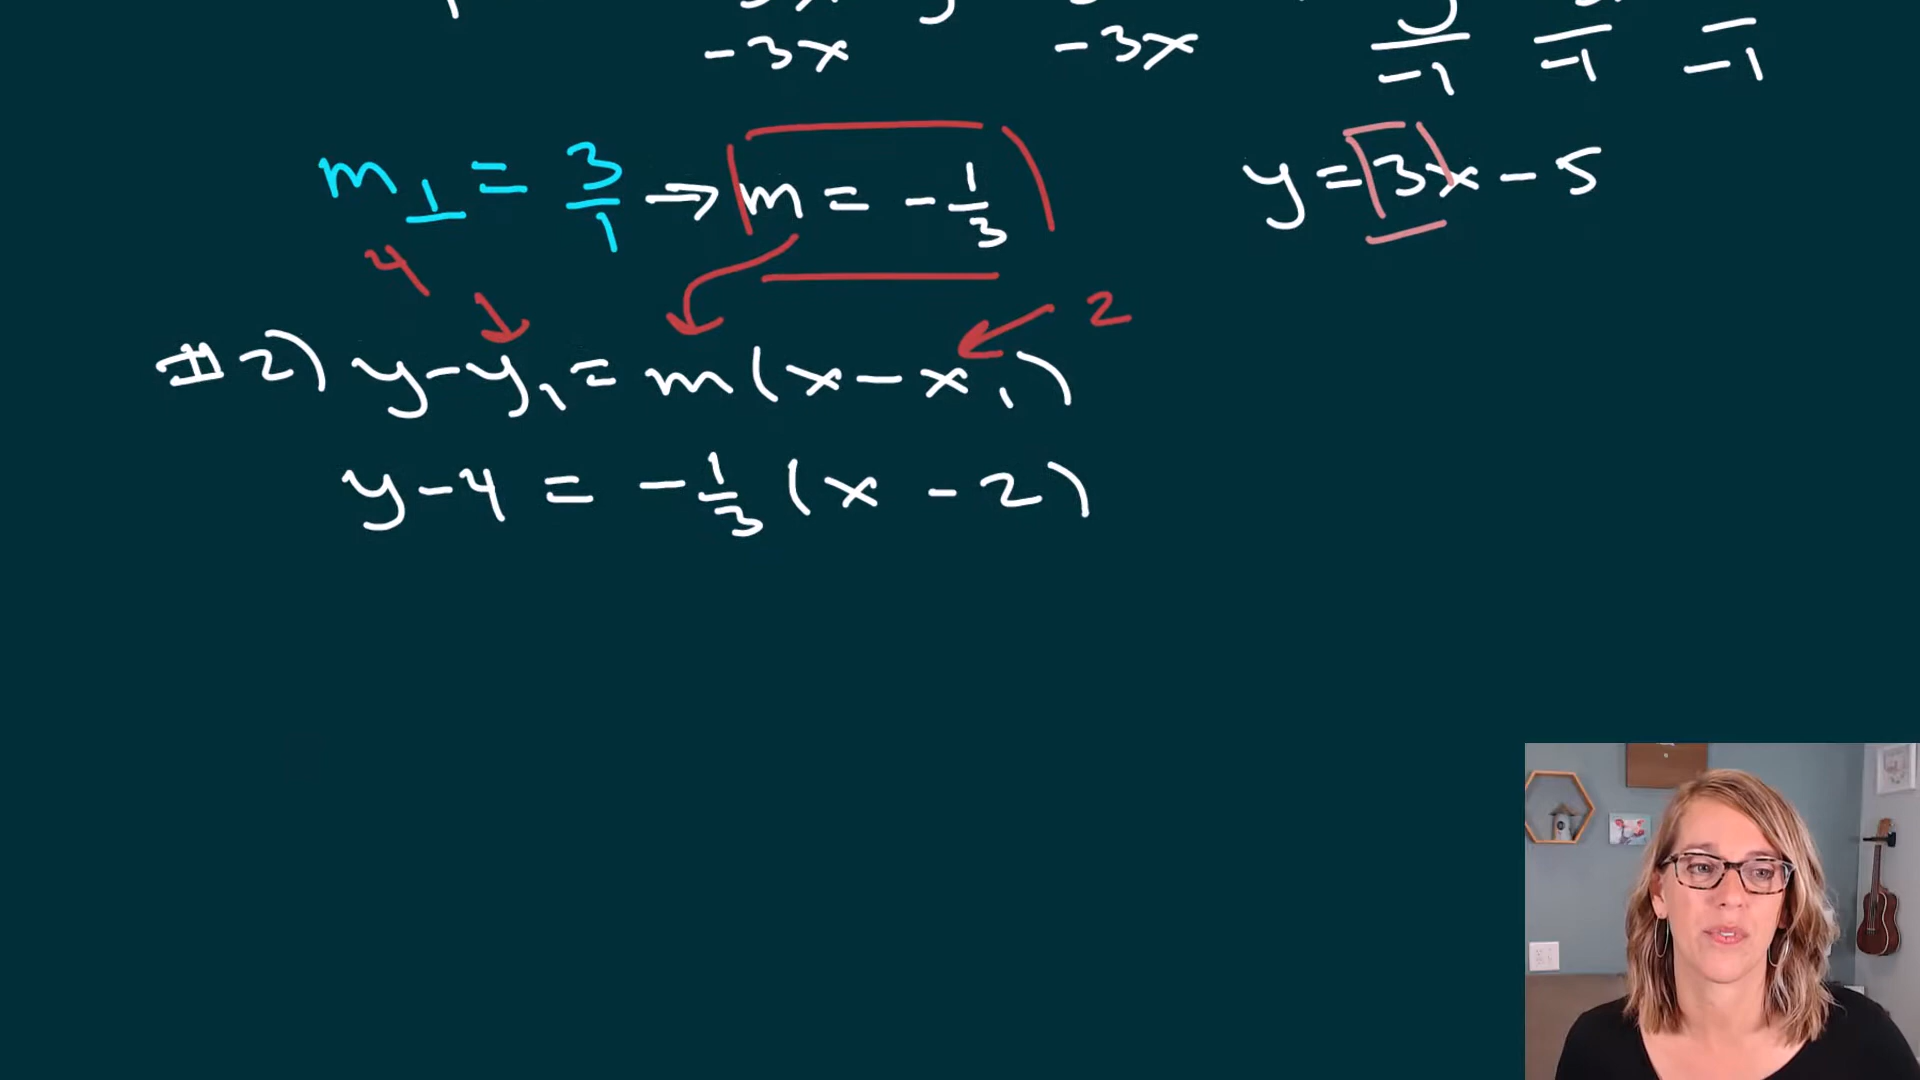 -3x -3x -1 -1 -1
m⊥ = 3/1 → m = -1/3 y = 3x - 5
4 2
#2) y - y₁ = m(x - x₁)
y - 4 = -1/3 (x - 2)